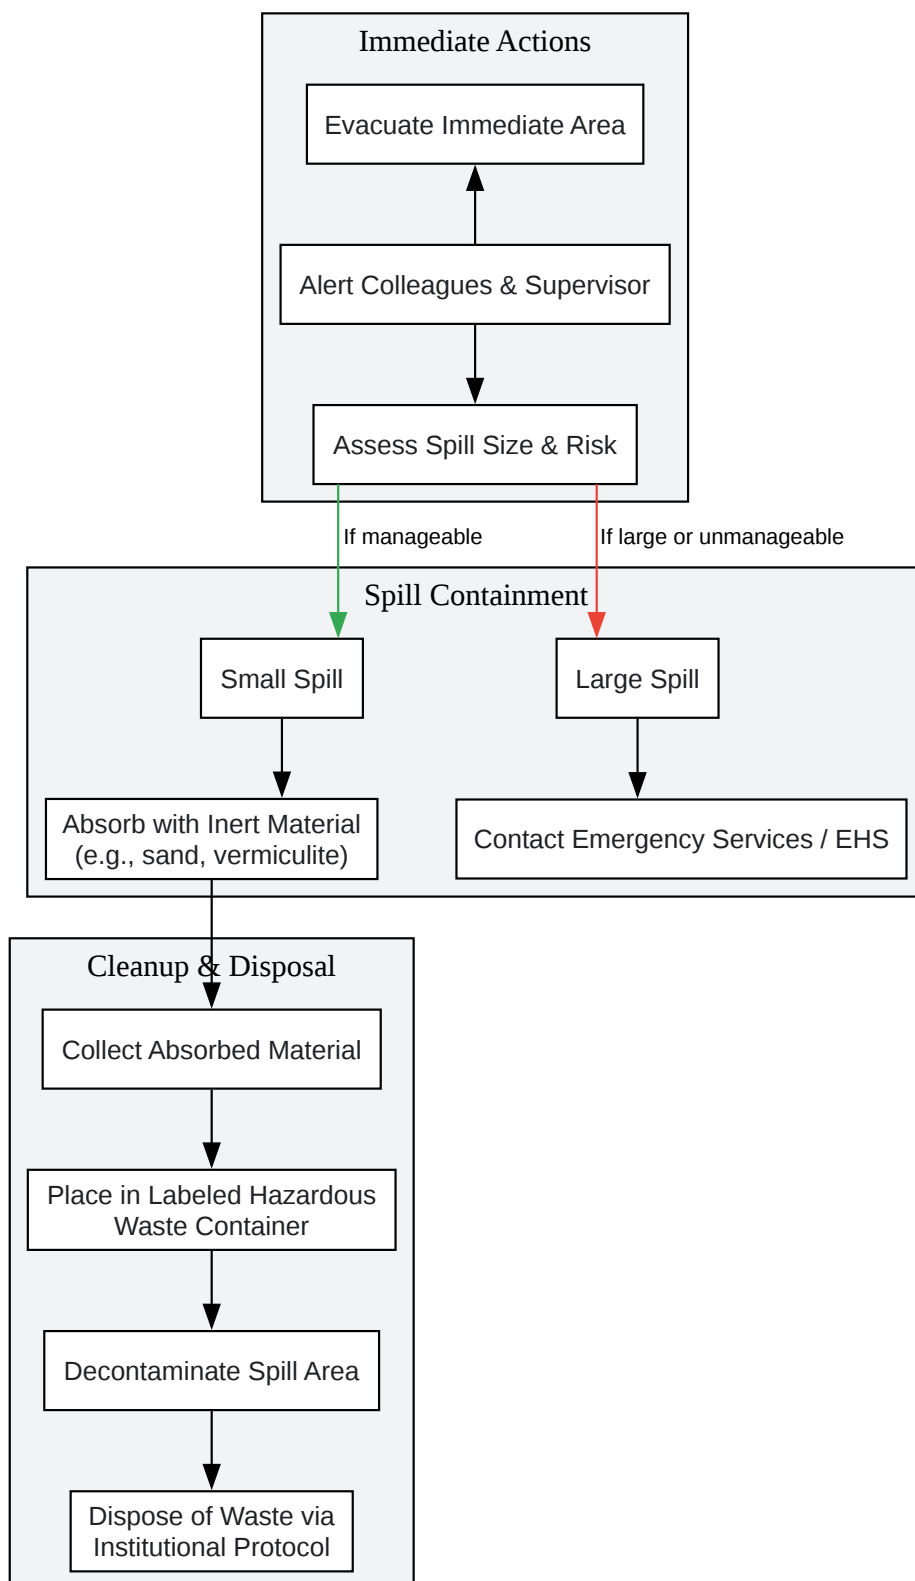 Immediate Actions
Evacuate Immediate Area
Alert Colleagues & Supervisor
Assess Spill Size & Risk
If manageable
If large or unmanageable
Spill Containment
Small Spill
Large Spill
Absorb with Inert Material
(e.g., sand, vermiculite)
Contact Emergency Services / EHS
Cleanup & Disposal
Collect Absorbed Material
Place in Labeled Hazardous
Waste Container
Decontaminate Spill Area
Dispose of Waste via
Institutional Protocol